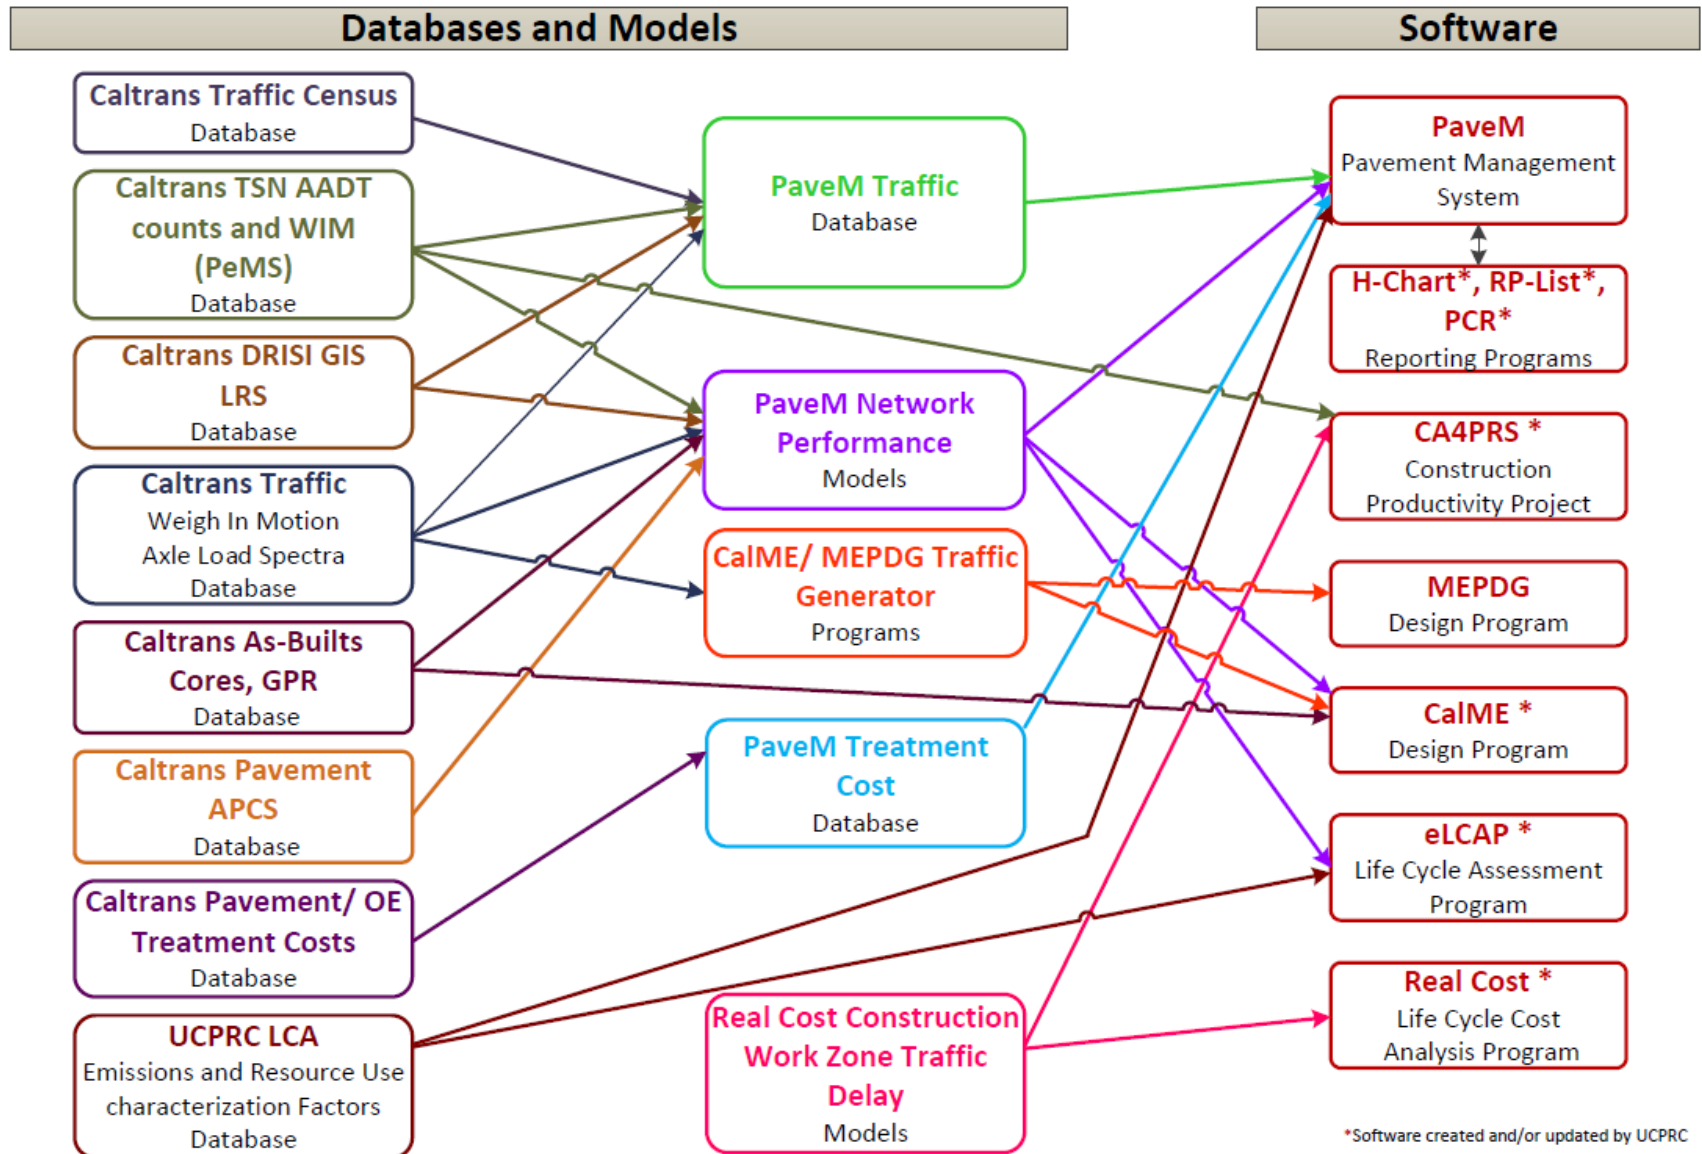 Databases and Models
Software
Caltrans Traffic Census
Database
Caltrans TSN AADT
counts and WIM
(PeMS)
Database
Caltrans DRISI GIS
LRS
Database
Caltrans Traffic
Weigh In Motion
Axle Load Spectra
Database
Caltrans As-Builts
Cores, GPR
Database
Caltrans Pavement
APCS
Database
Caltrans Pavement/ OE
Treatment Costs
Database
UCPRC LCA
Emissions and Resource Use
characterization Factors
Database
PaveM Traffic
Database
PaveM Network
Performance
Models
CalME/ MEPDG Traffic
Generator
Programs
PaveM Treatment
Cost
Database
Real Cost Construction
Work Zone Traffic
Delay
Models
PaveM
Pavement Management
System
H-Chart*, RP-List*,
PCR*
Reporting Programs
CA4PRS *
Construction
Productivity Project
MEPDG
Design Program
CalME *
Design Program
eLCAP *
Life Cycle Assessment
Program
Real Cost *
Life Cycle Cost
Analysis Program
*Software created and/or updated by UCPRC